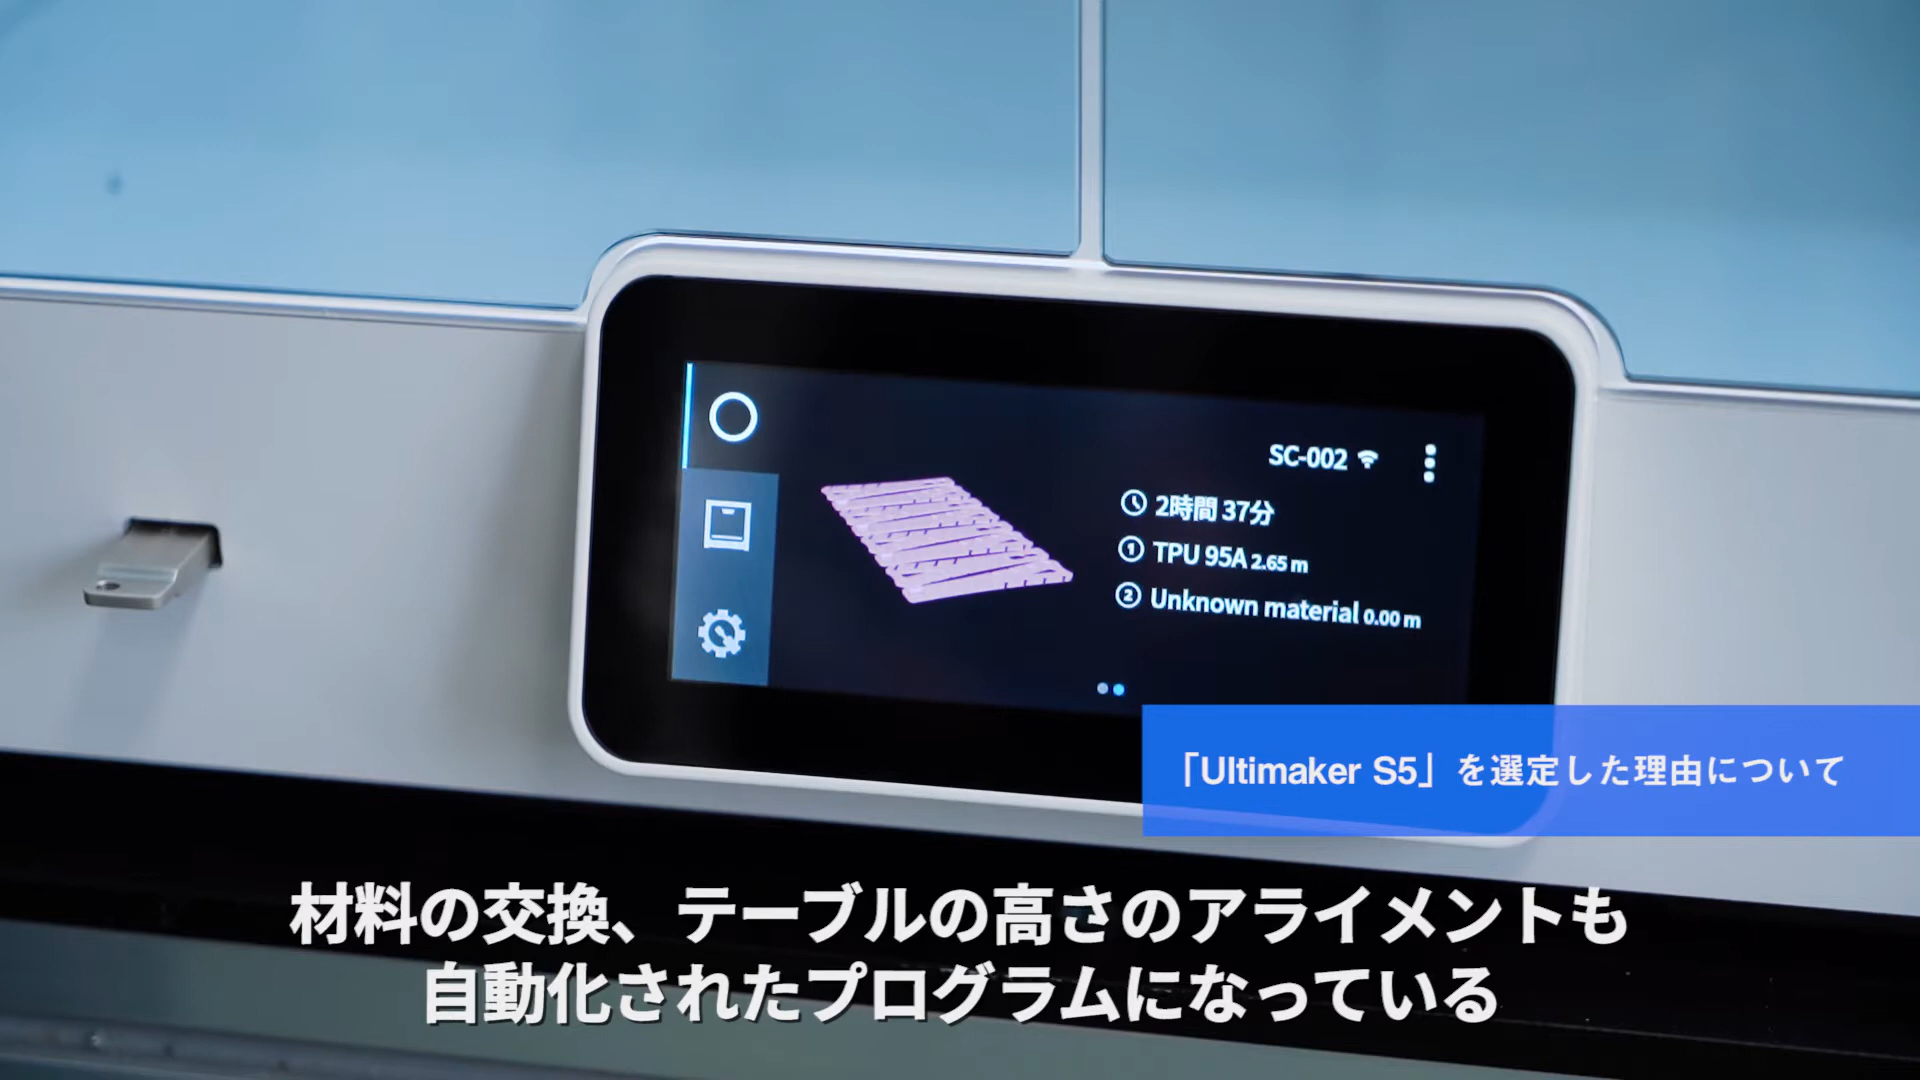 SC-002
2時間 37分
1 TPU 95A 2.65 m
2 Unknown material 0.00 m
「Ultimaker S5」を選定した理由について
材料の交換、テーブルの高さのアライメントも
自動化されたプログラムになっている